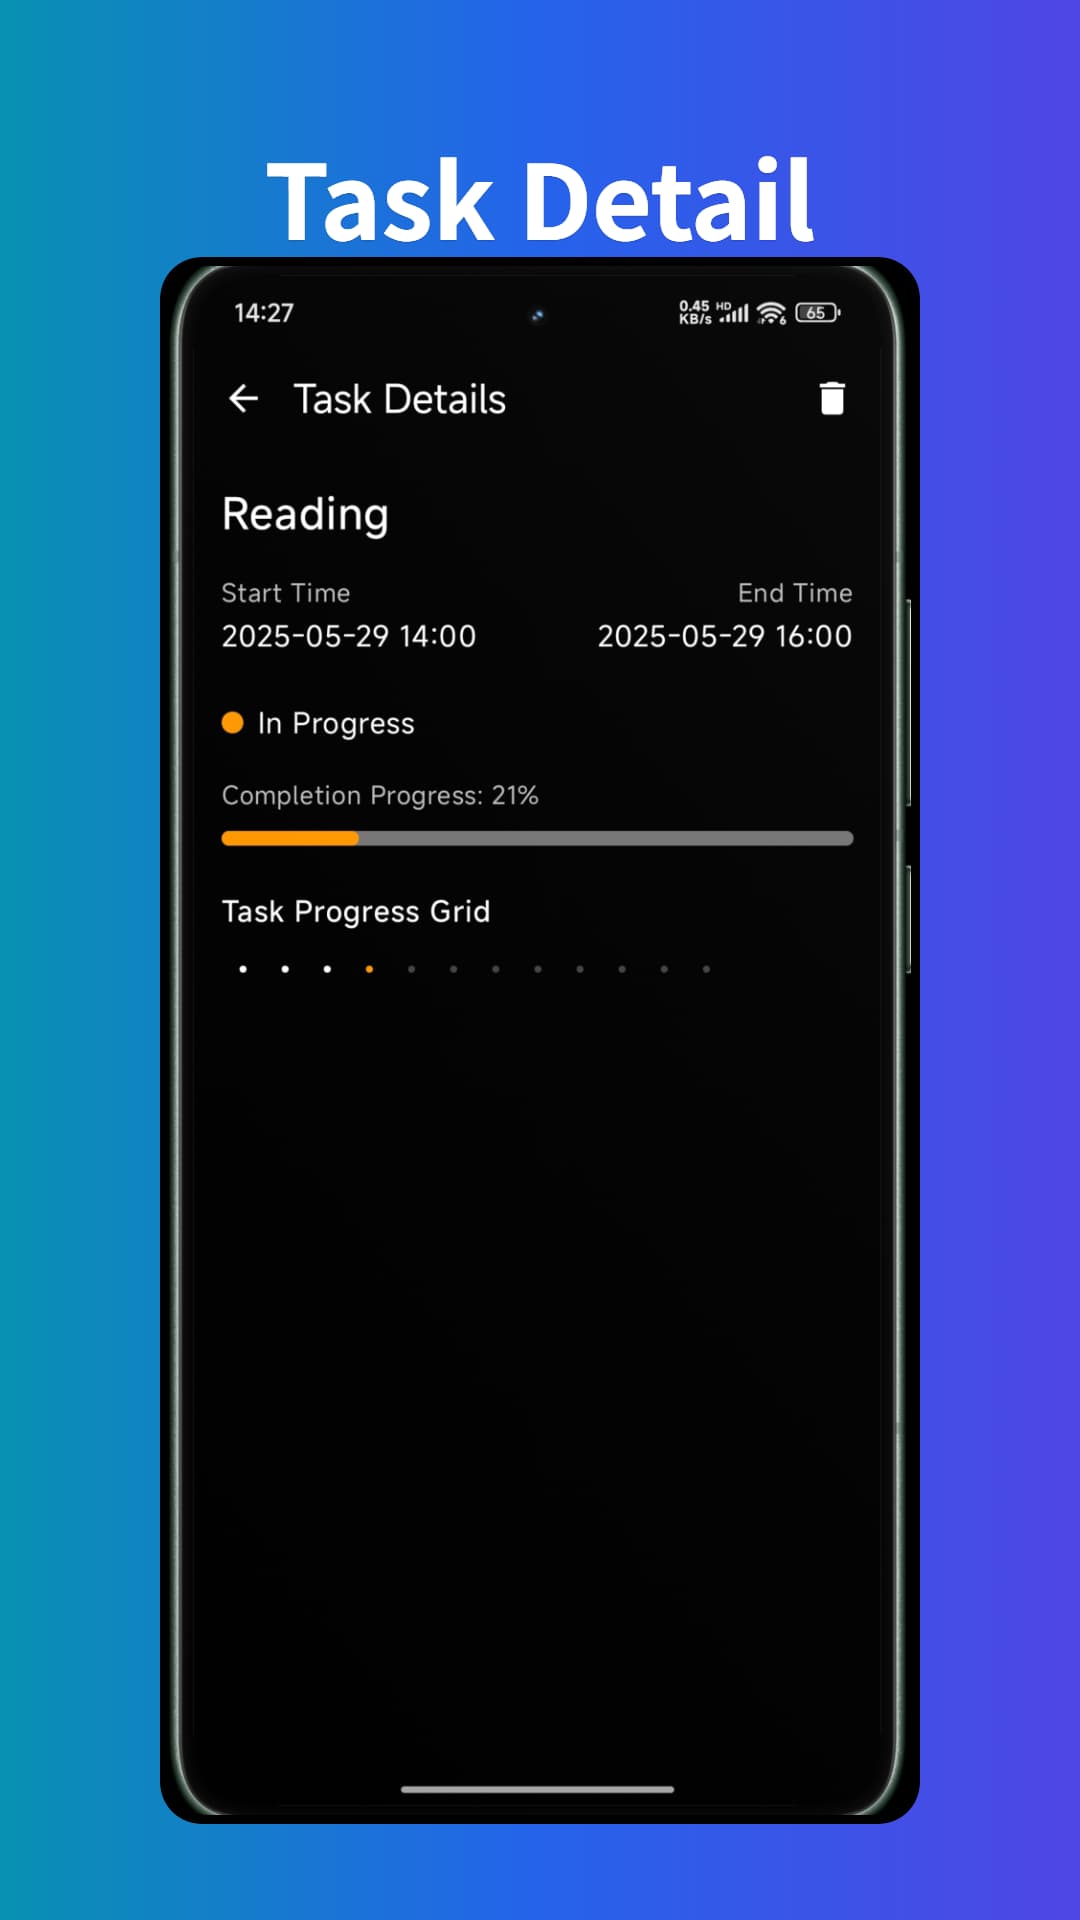 Task Detail
14:27
0.45 KB/s HD 6 65
Task Details
Reading
Start Time End Time
2025-05-29 14:00 2025-05-29 16:00
In Progress
Completion Progress: 21%
Task Progress Grid